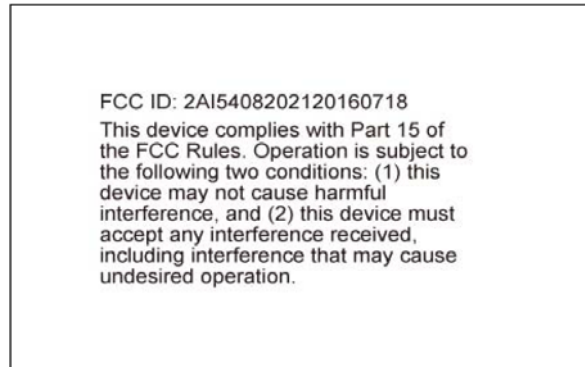 FCC ID: 2AI5408202120160718
This device complies with Part 15 of
the FCC Rules. Operation is subject to
the following two conditions: (1) this
device may not cause harmful
interference, and (2) this device must
accept any interference received,
including interference that may cause
undesired operation.